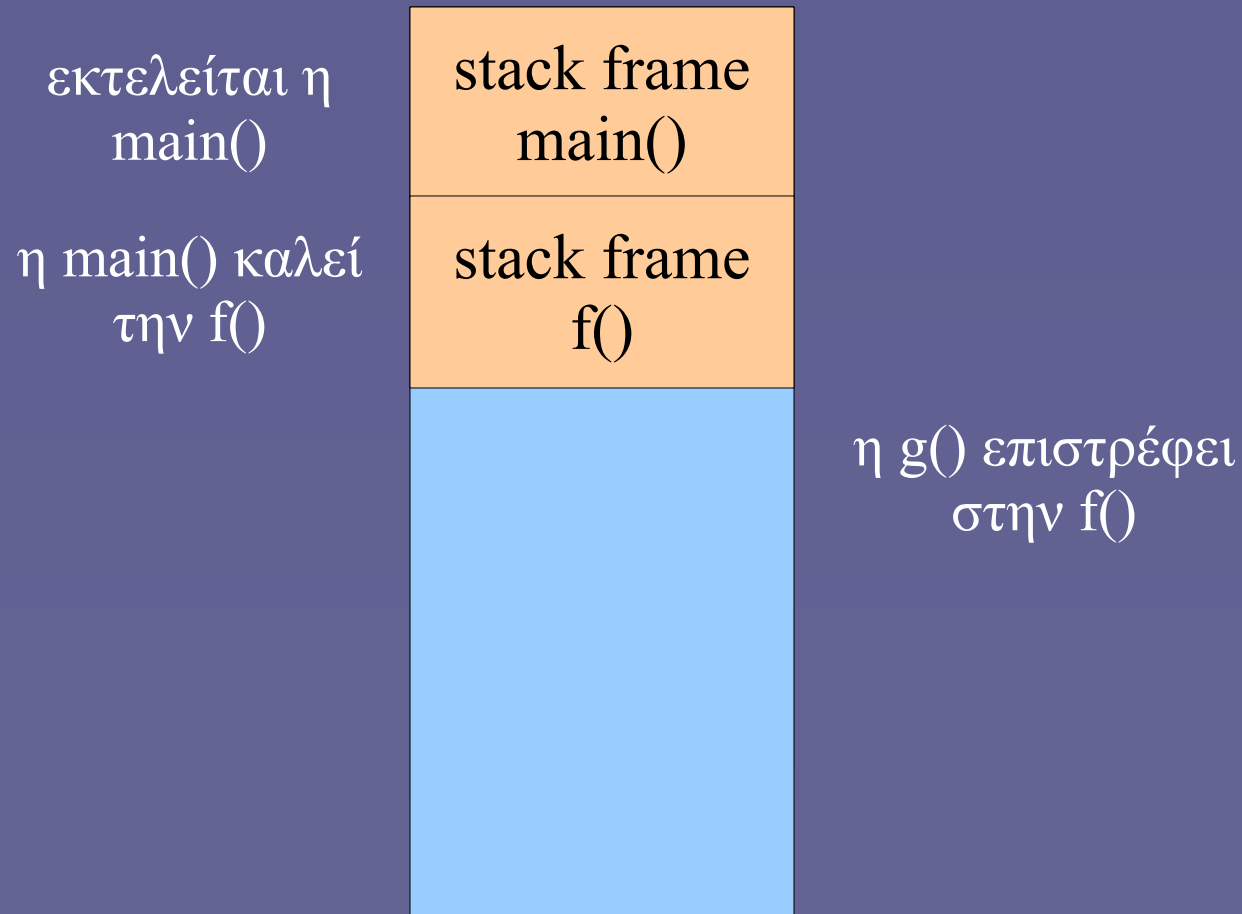 εκτελείται η
main()
stack frame
main()
η main() καλεί
την f()
stack frame
f()
η g() επιστρέφει
στην f()